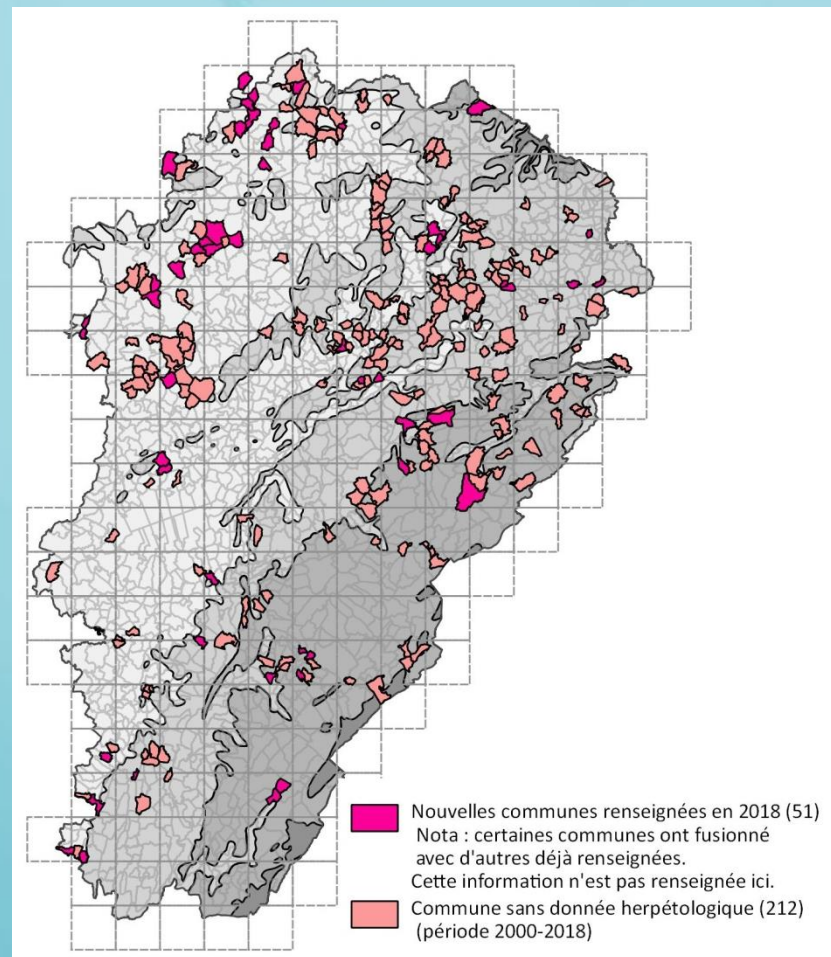 Nouvelles communes renseignées en 2018 (51)
Nota : certaines communes ont fusionné
avec d'autres déjà renseignées.
Cette information n'est pas renseignée ici.
Commune sans donnée herpétologique (212)
(période 2000-2018)